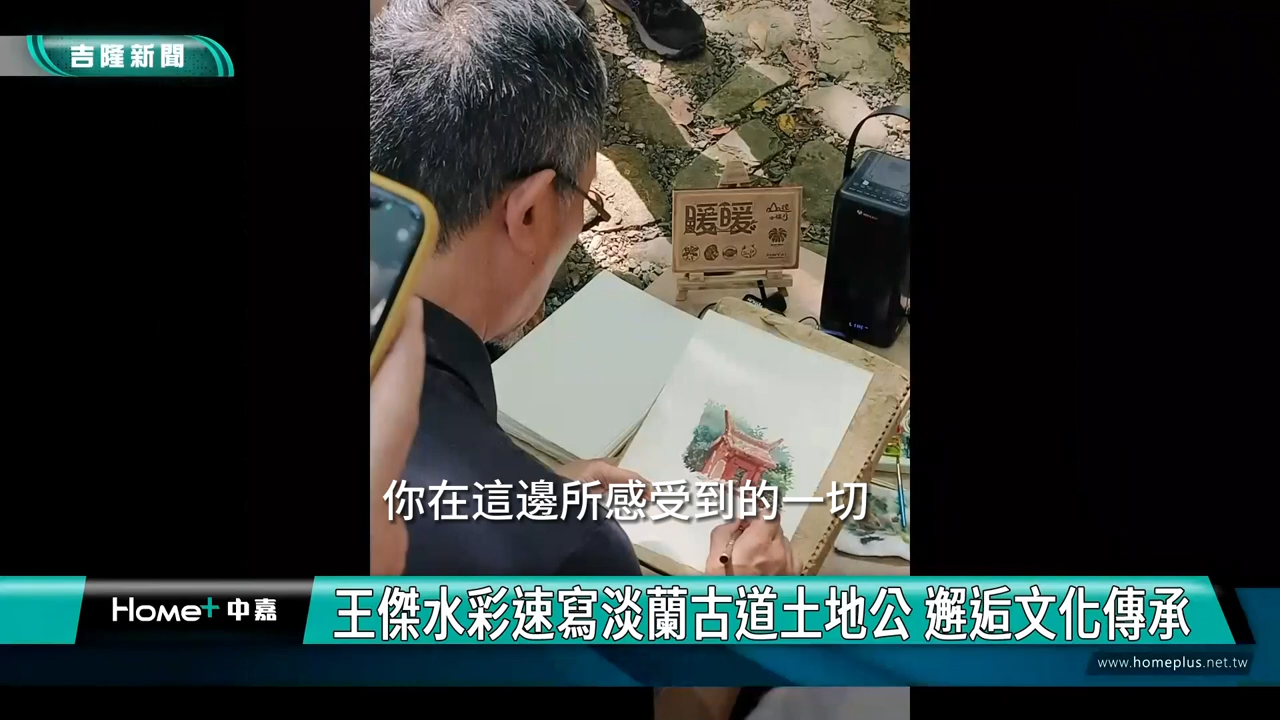 吉隆新聞
暖暖
你在這邊所感受到的一切
Home+中嘉
王傑水彩速寫淡蘭古道土地公 邂逅文化傳承
www.homeplus.net.tw